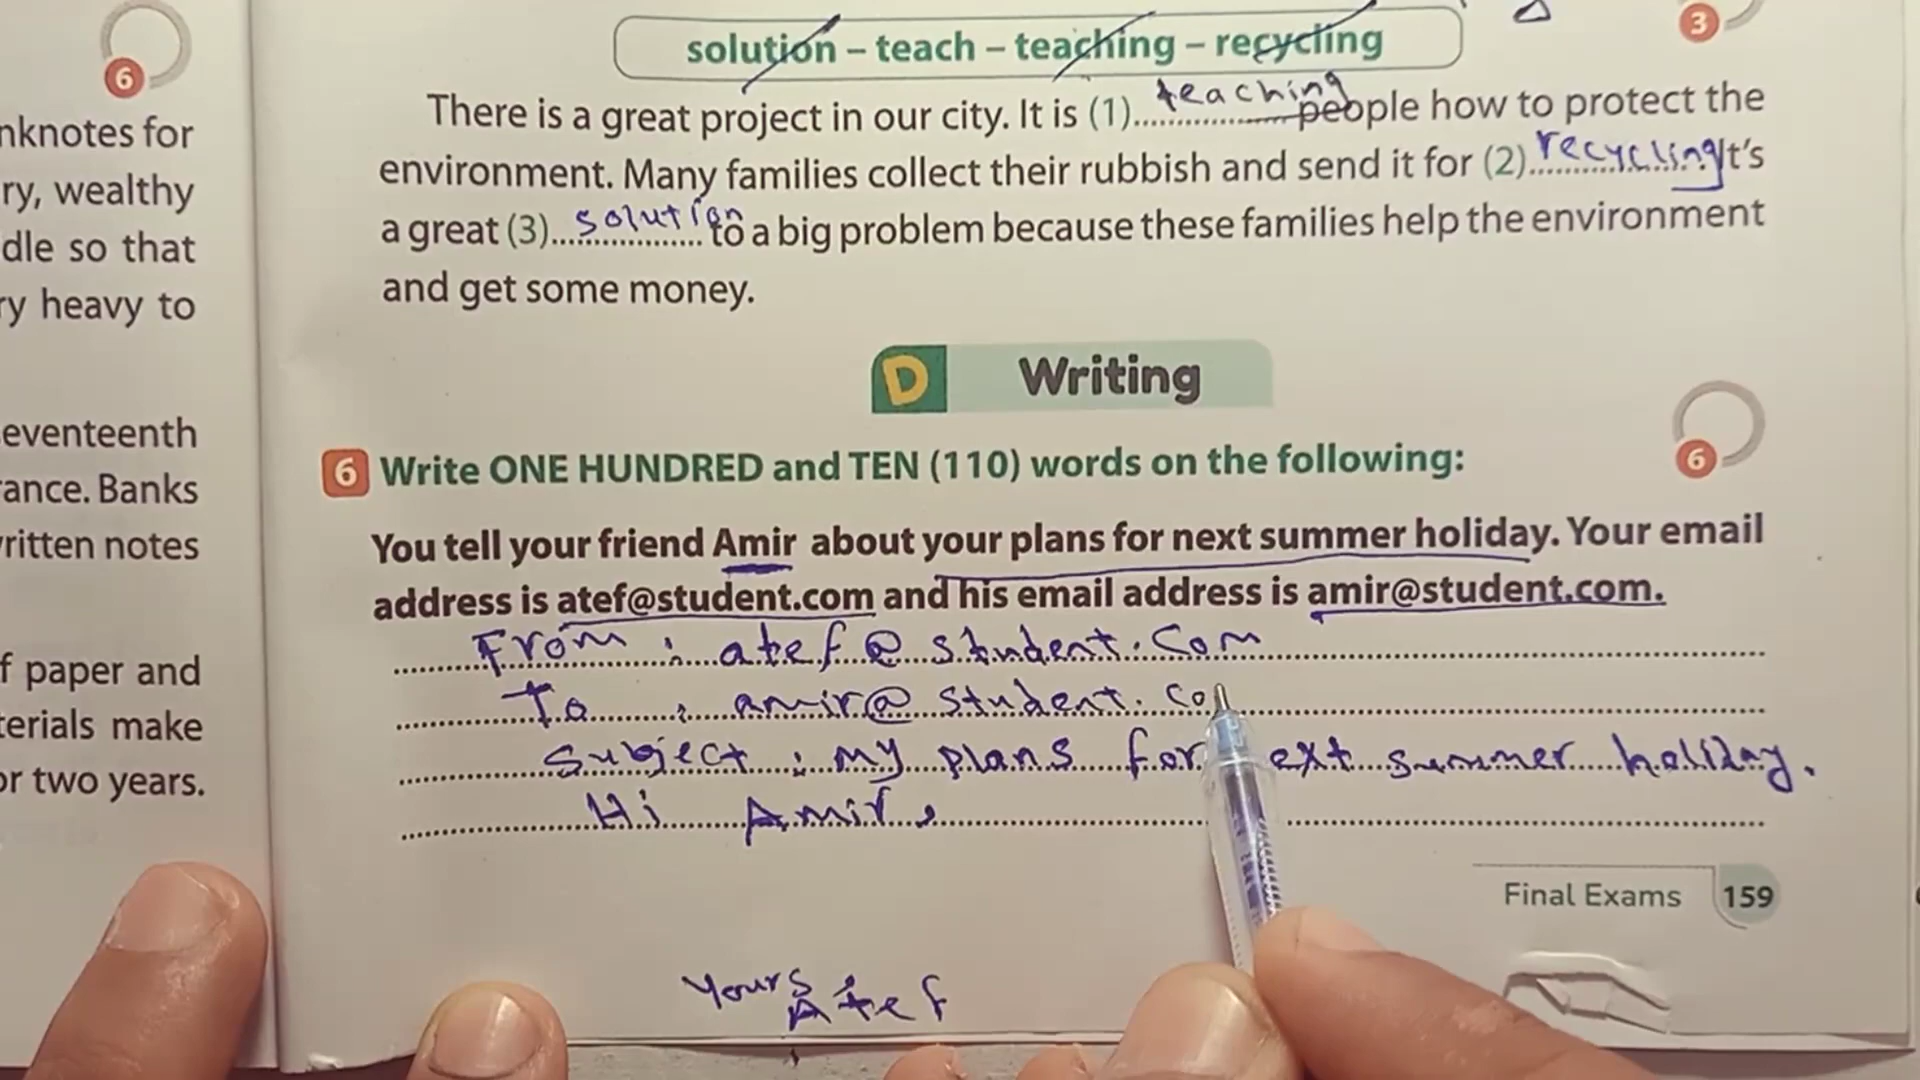 6
3
solution – teach – teaching – recycling
nknotes for
ry, wealthy
dle so that
ry heavy to
eventeenth
ance. Banks
ritten notes
f paper and
terials make
or two years.
There is a great project in our city. It is (1) teaching people how to protect the
environment. Many families collect their rubbish and send it for (2) recycling It's
a great (3) solution to a big problem because these families help the environment
and get some money.
D Writing
6
6 Write ONE HUNDRED and TEN (110) words on the following:
You tell your friend Amir about your plans for next summer holiday. Your email
address is atef@student.com and his email address is amir@student.com.
From : atef@student.com
To : amir@student.co
Subject : my plans for ext summer holiday.
Hi Amir,
Final Exams 159
Yours
Atef